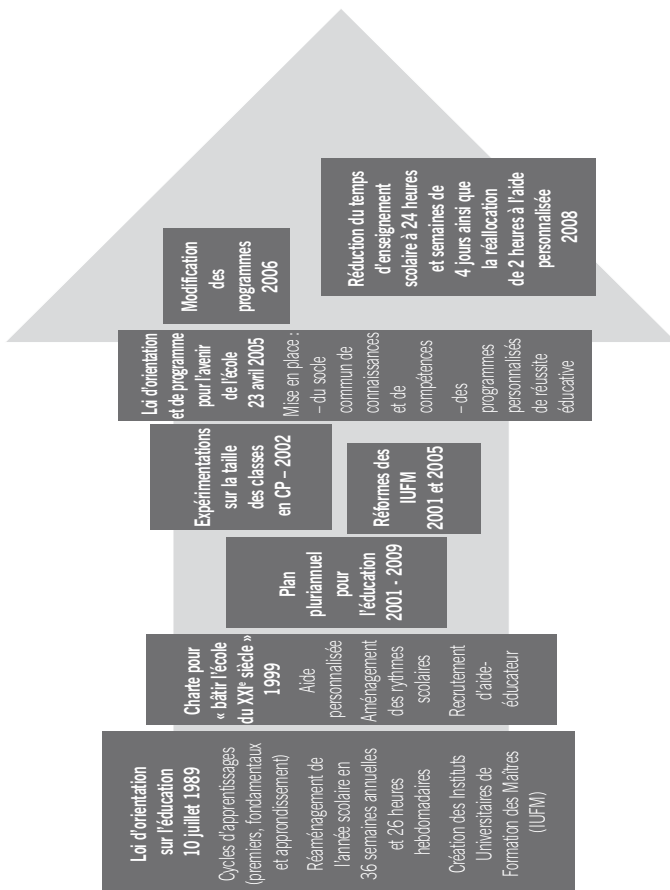 Loi d'orientation
sur l'éducation
10 juillet 1989
Cycles d'apprentissages
(premiers, fondamentaux
et approndissement)
Réaménagement de
l'année scolaire en
36 semaines annuelles
et 26 heures
hebdomadaires
Création des Instituts
Universitaires de
Formation des Maîtres
(IUFM)
Charte pour
« bâtir l'école
du XXIe siècle »
1999
Aide
personnalisée
Aménagement
des rythmes
scolaires
Recrutement
d'aide-
éducateur
Plan
pluriannuel
pour
l'éducation
2001 - 2009
Expérimentations
sur la taille
des classes
en CP – 2002
Réformes des
IUFM
2001 et 2005
Loi d'orientation
et de programme
pour l'avenir
de l'école
23 avril 2005
Mise en place :
– du socle
commun de
connaissances
et de
compétences
– des
programmes
personnalisés
de réussite
éducative
Modification
des
programmes
2006
Réduction du temps
d'enseignement
scolaire à 24 heures
et semaines de
4 jours ainsi que
la réallocation
de 2 heures à l'aide
personnalisée
2008